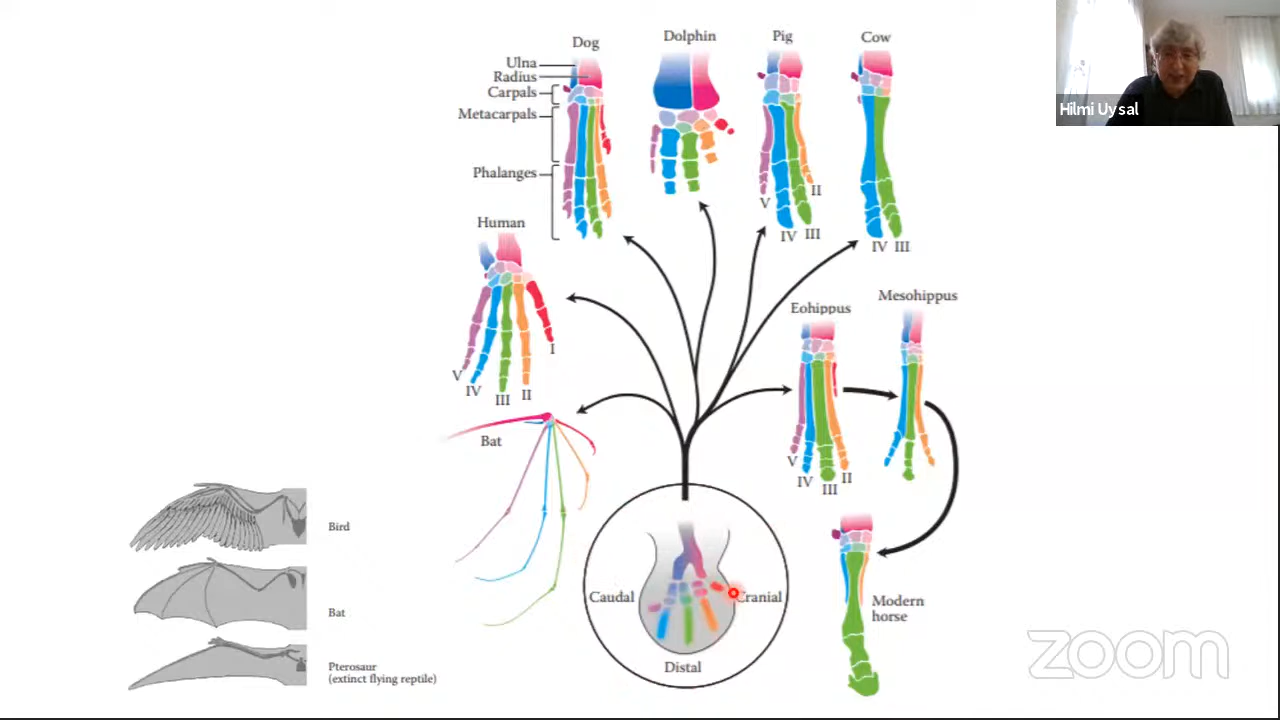 Hilmi Uysal
Dog
Dolphin
Pig
Cow
Ulna
Radius
Carpals
Metacarpals
Phalanges
V
IV
III
II
IV
III
Human
V
IV
III
II
I
Eohippus
Mesohippus
V
IV
III
II
Bat
Modern
horse
Caudal
Cranial
Distal
Bird
Bat
Pterosaur
(extinct flying reptile)
zoom